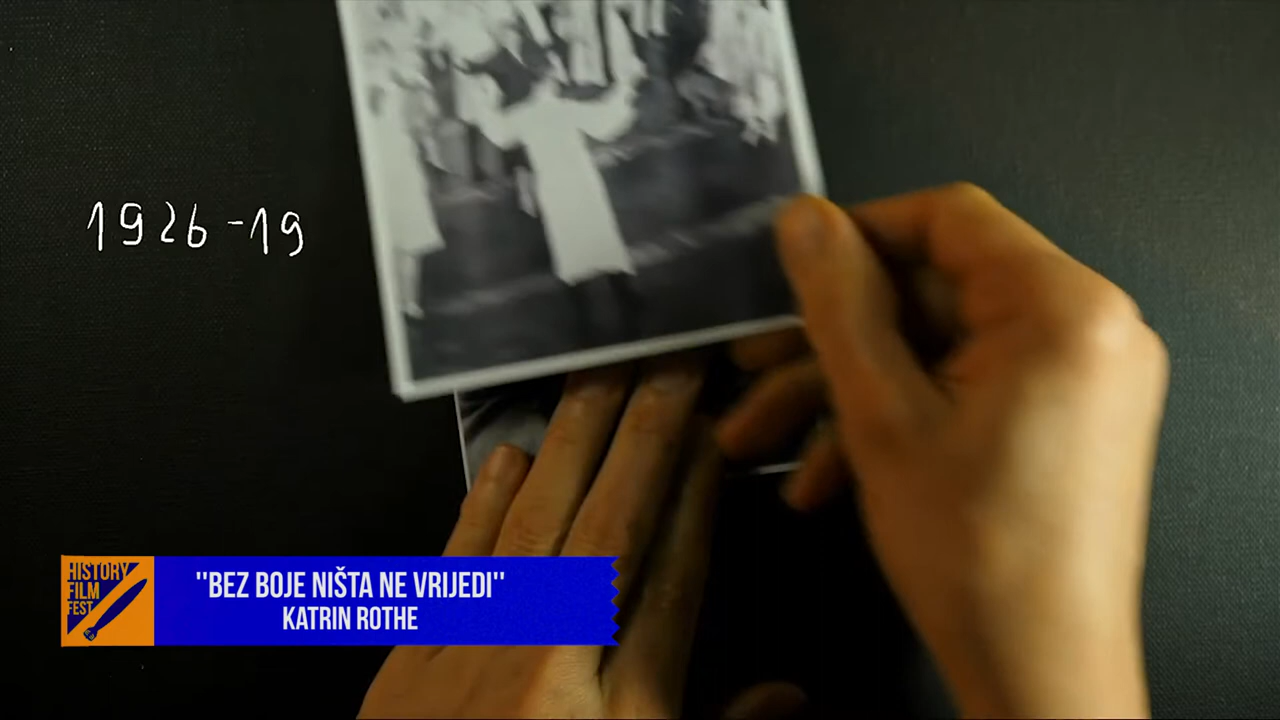 1926-19
HISTORY
FILM
FEST
"BEZ BOJE NIŠTA NE VRIJEDI"
KATRIN ROTHE